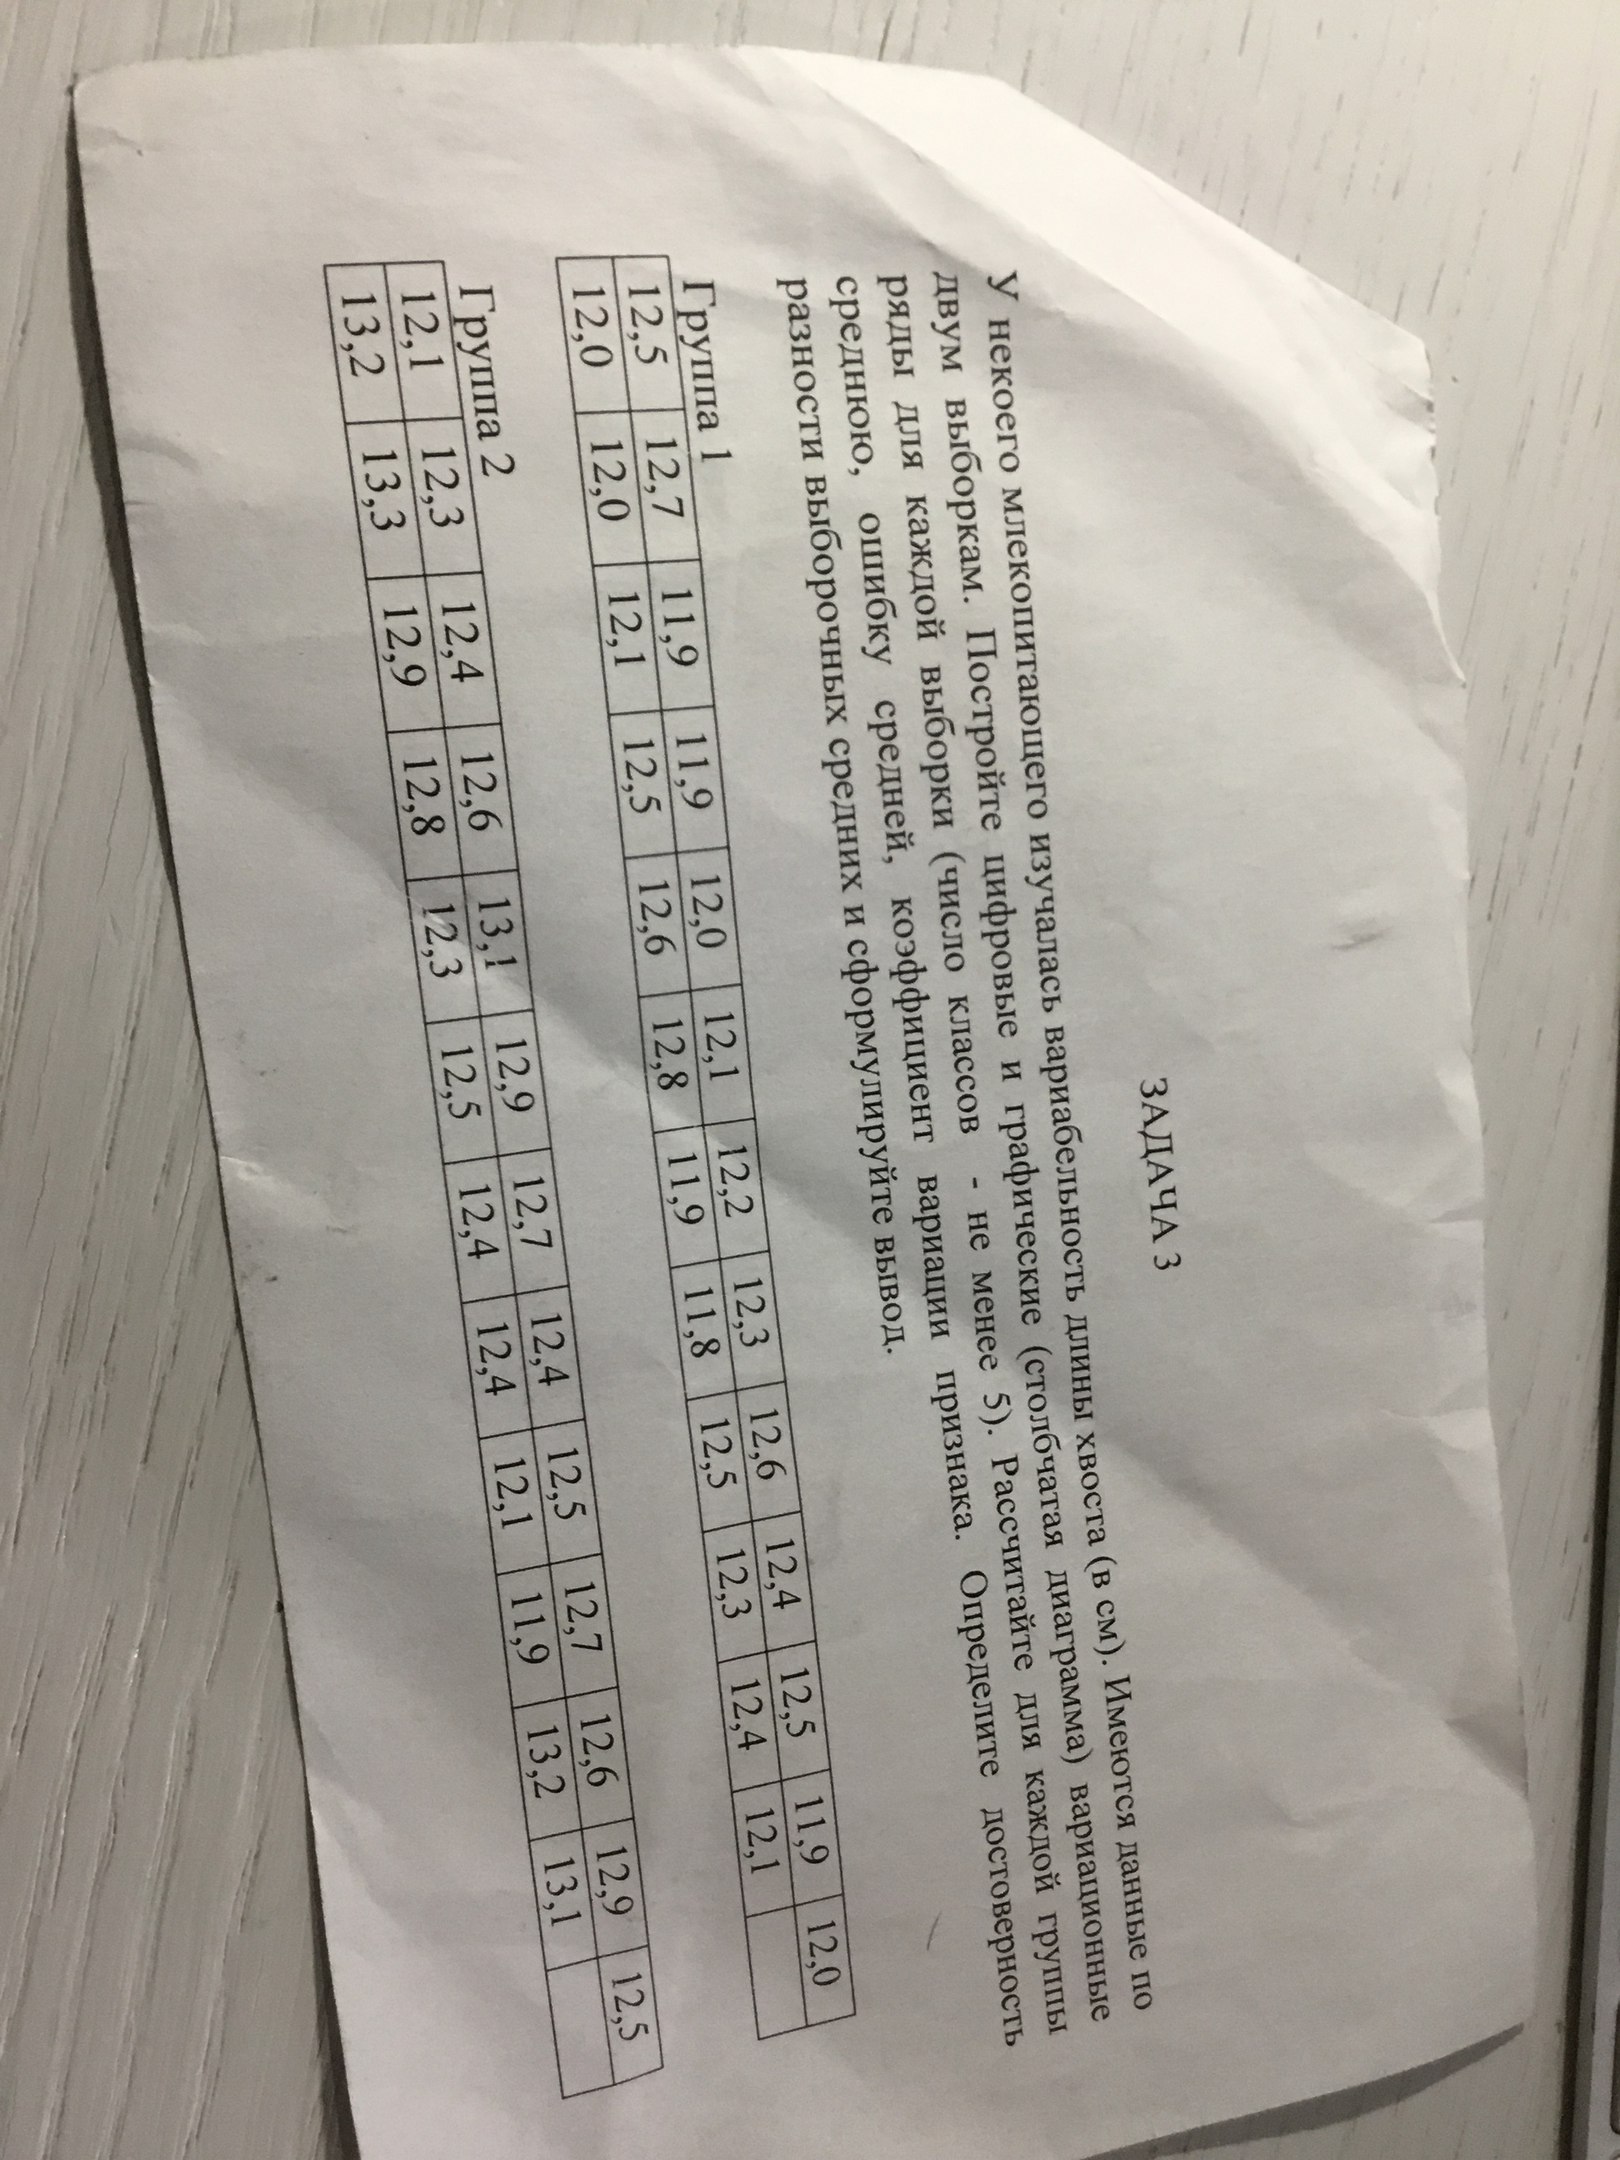 ЗАДАЧА 3
У некоего млекопитающего изучалась вариабельность длины хвоста (в см). Имеются данные по
двум выборкам. Постройте цифровые и графические (столбчатая диаграмма) вариационные
ряды для каждой выборки (число классов - не менее 5). Рассчитайте для каждой группы
среднюю, ошибку средней, коэффициент вариации признака. Определите достоверность
разности выборочных средних и сформулируйте вывод.
Группа 1
12,5 12,7 11,9 11,9 12,0 12,1 12,2 12,3 12,6 12,4 12,5 11,9 12,0
12,0 12,0 12,1 12,5 12,6 12,8 11,9 11,8 12,5 12,3 12,4 12,1
Группа 2
12,1 12,3 12,4 12,6 13,1 12,9 12,7 12,4 12,5 12,7 12,6 12,9 12,5
13,2 13,3 12,9 12,8 12,3 12,5 12,4 12,4 12,1 11,9 13,2 13,1